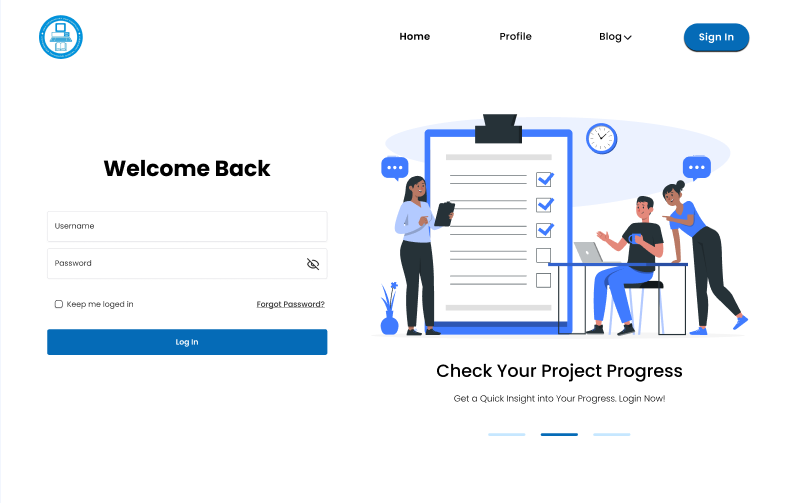 Home
Profile
Blog
Sign In
Welcome Back
Username
Password
Keep me loged in
Forgot Password?
Log In
Check Your Project Progress
Get a Quick Insight into Your Progress. Login Now!